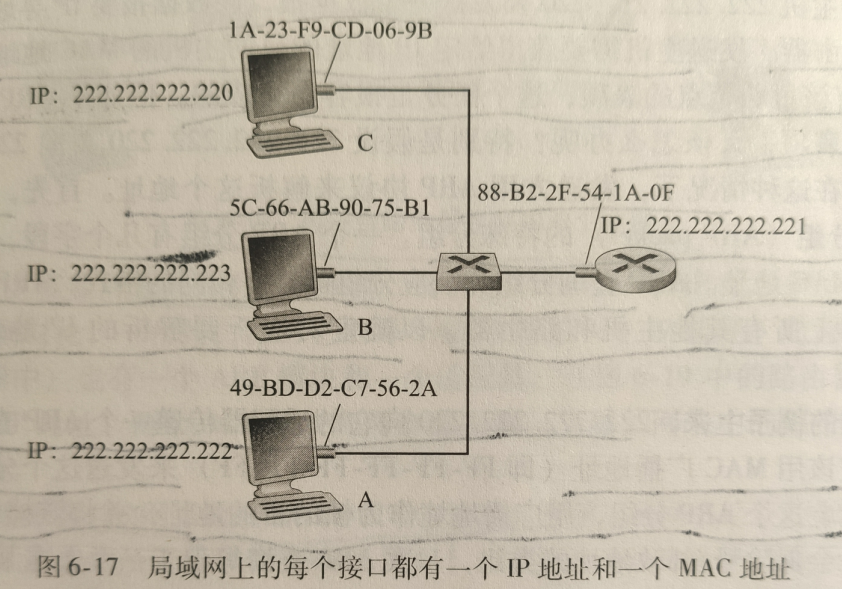 1A-23-F9-CD-06-9B
IP：222.222.222.220
C
5C-66-AB-90-75-B1
88-B2-2F-54-1A-0F
IP：222.222.222.221
IP：222.222.222.223
B
49-BD-D2-C7-56-2A
IP：222.222.222.222
A
图 6-17 局域网上的每个接口都有一个 IP 地址和一个 MAC 地址